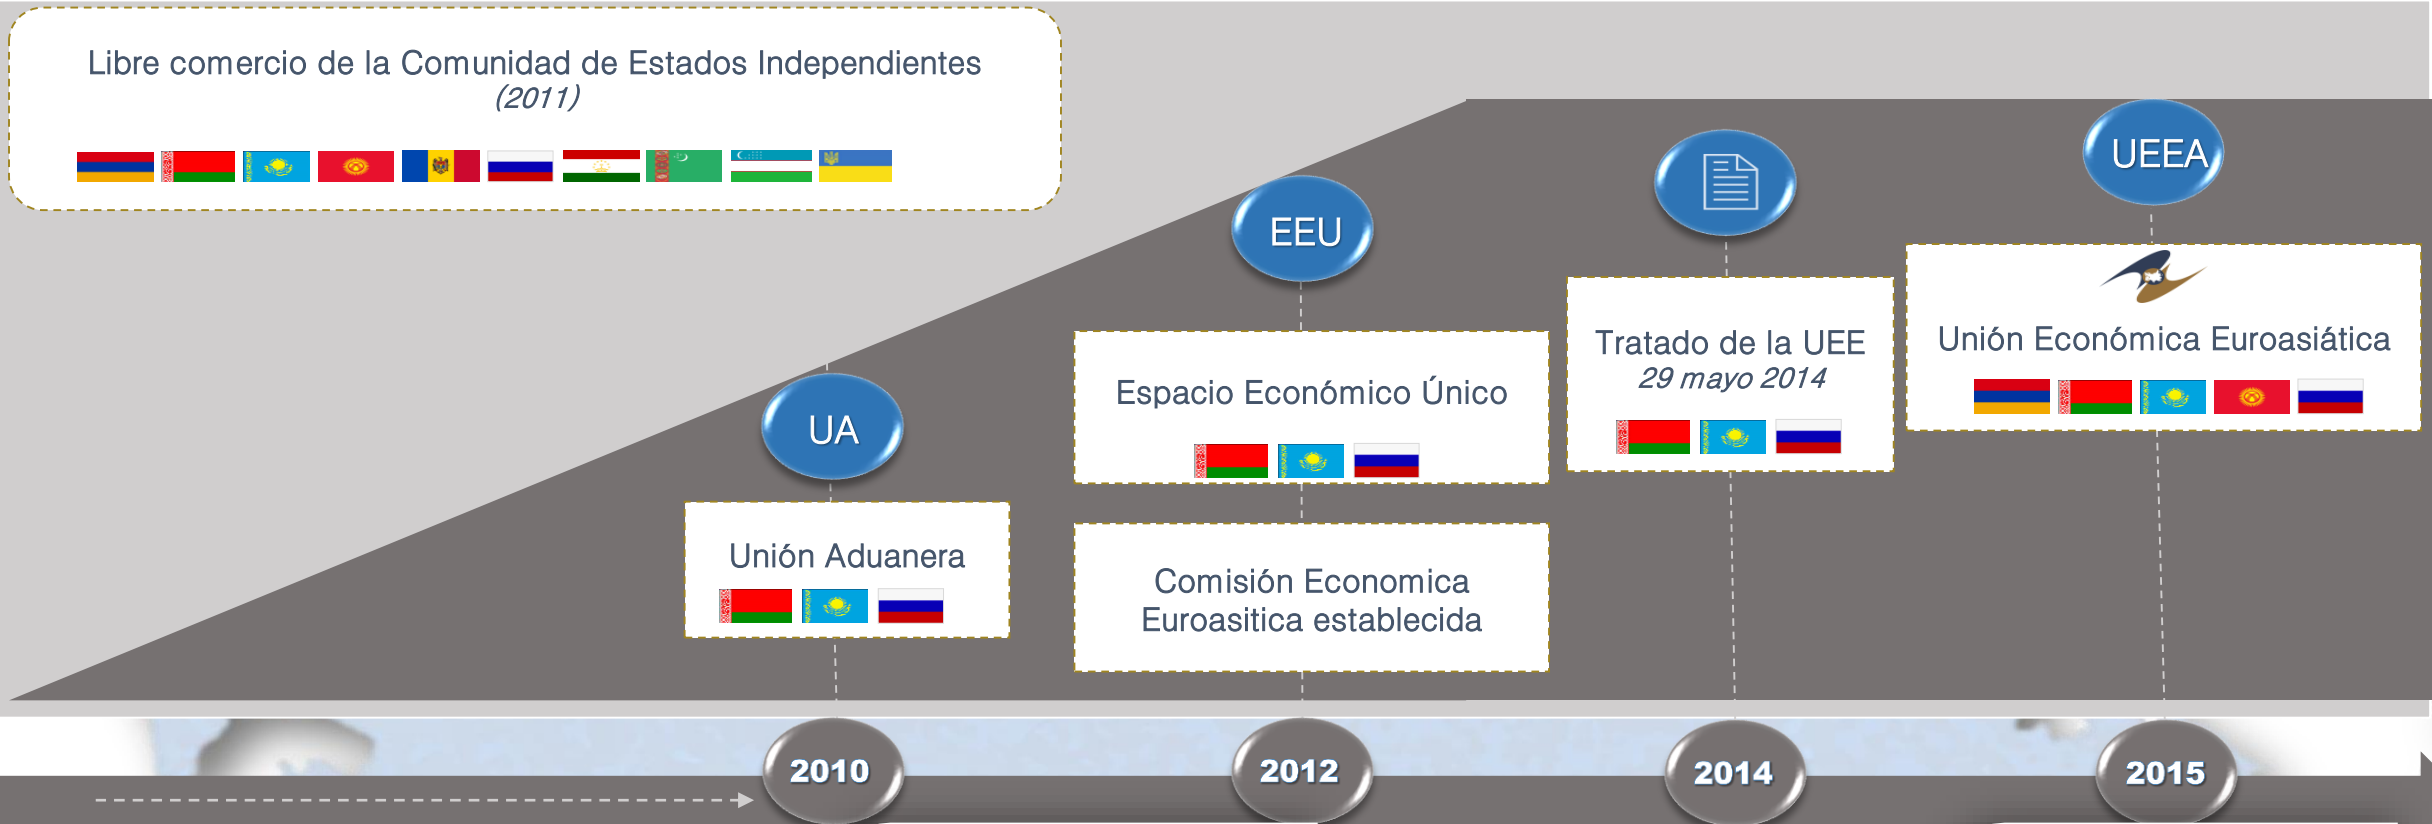 Libre comercio de la Comunidad de Estados Independientes
(2011)
UEEA
EEU
Unión Económica Euroasiática
Tratado de la UEE
29 mayo 2014
Espacio Económico Único
UA
Unión Aduanera
Comisión Economica
Euroasitica establecida
2010
2012
2014
2015